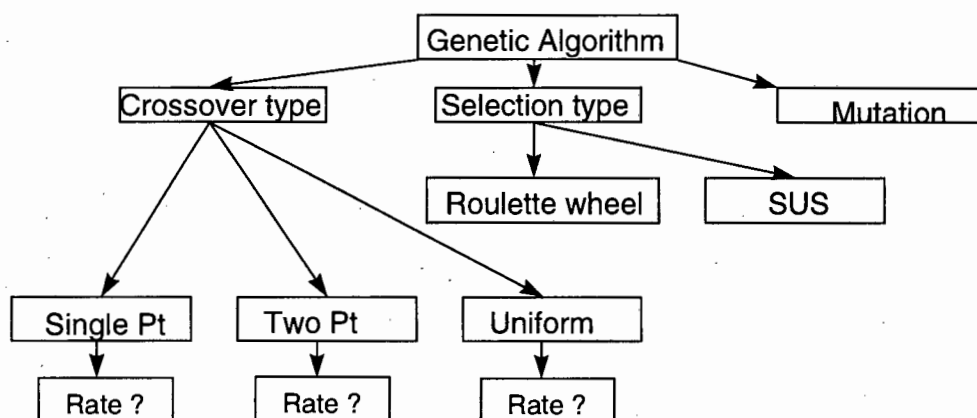 Genetic Algorithm
Crossover type
Selection type
Mutation
Roulette wheel
SUS
Single Pt
Two Pt
Uniform
Rate ?
Rate ?
Rate ?